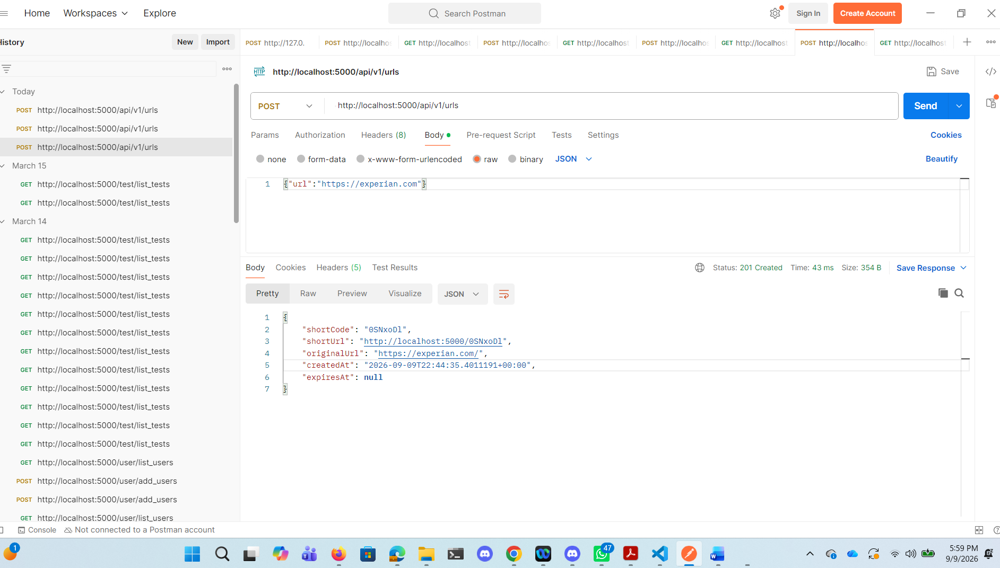 Home Workspaces Explore
Search Postman
Sign In Create Account
History New Import
POST http://127.0. POST http://localhos GET http://localhost POST http://localhos GET http://localhost POST http://localhos GET http://localhost POST http://localhos GET http://localhost
HTTP http://localhost:5000/api/v1/urls Save
POST http://localhost:5000/api/v1/urls Send
Params Authorization Headers (8) Body Pre-request Script Tests Settings Cookies
none form-data x-www-form-urlencoded raw binary JSON Beautify
1 {"url":"https://experian.com"}
Today
POST http://localhost:5000/api/v1/urls
POST http://localhost:5000/api/v1/urls
POST http://localhost:5000/api/v1/urls
March 15
GET http://localhost:5000/test/list_tests
GET http://localhost:5000/test/list_tests
March 14
GET http://localhost:5000/test/list_tests
GET http://localhost:5000/test/list_tests
GET http://localhost:5000/test/list_tests
GET http://localhost:5000/test/list_tests
GET http://localhost:5000/test/list_tests
GET http://localhost:5000/test/list_tests
GET http://localhost:5000/test/list_tests
GET http://localhost:5000/test/list_tests
GET http://localhost:5000/test/list_tests
GET http://localhost:5000/test/list_tests
GET http://localhost:5000/test/list_tests
GET http://localhost:5000/test/list_tests
GET http://localhost:5000/user/list_users
POST http://localhost:5000/user/add_users
POST http://localhost:5000/user/add_users
GET http://localhost:5000/user/list_users
Body Cookies Headers (5) Test Results Status: 201 Created Time: 43 ms Size: 354 B Save Response
Pretty Raw Preview Visualize JSON
1 {
2 "shortCode": "0SNxoDl",
3 "shortUrl": "http://localhost:5000/0SNxoDl",
4 "originalUrl": "https://experian.com/",
5 "createdAt": "2026-09-09T22:44:35.4011191+00:00",
6 "expiresAt": null
7 }
Console Not connected to a Postman account
1
47
5:59 PM
9/9/2026